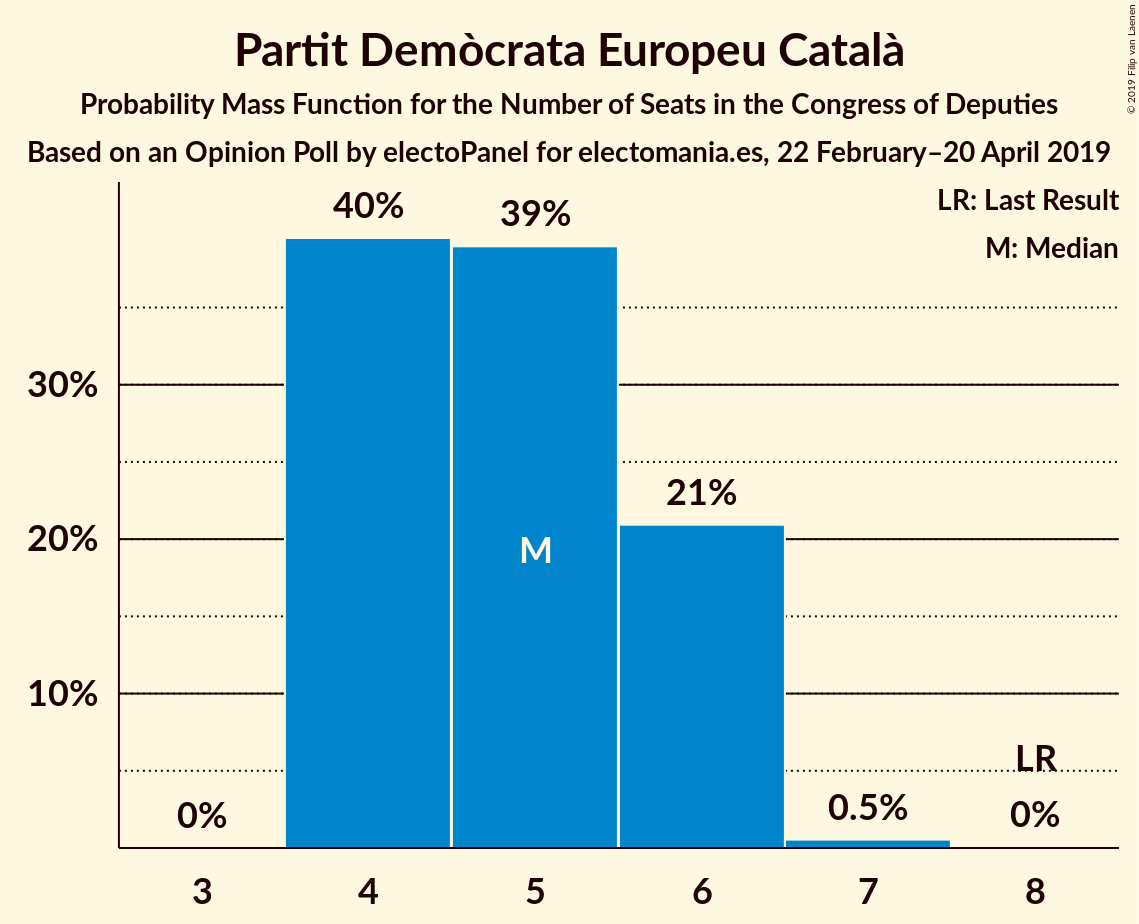 Partit Demòcrata Europeu Català
Probability Mass Function for the Number of Seats in the Congress of Deputies
Based on an Opinion Poll by electoPanel for electomania.es, 22 February–20 April 2019
© 2019 Filip van Laenen
LR: Last Result
M: Median
40%
39%
30%
21%
20%
M
10%
LR
0%
0.5%
0%
3
4
5
6
7
8